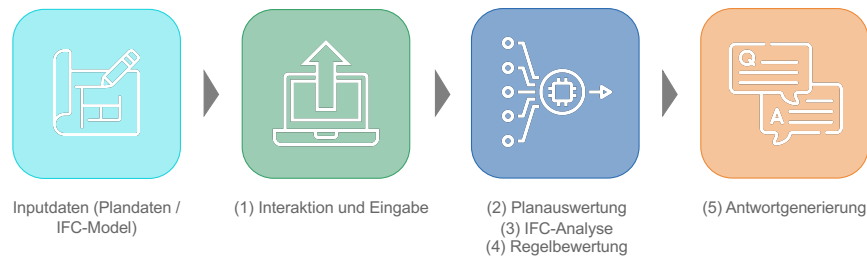 Q
A
Inputdaten (Plandaten /
IFC-Model)
(1) Interaktion und Eingabe
(2) Planauswertung
(3) IFC-Analyse
(4) Regelbewertung
(5) Antwortgenerierung